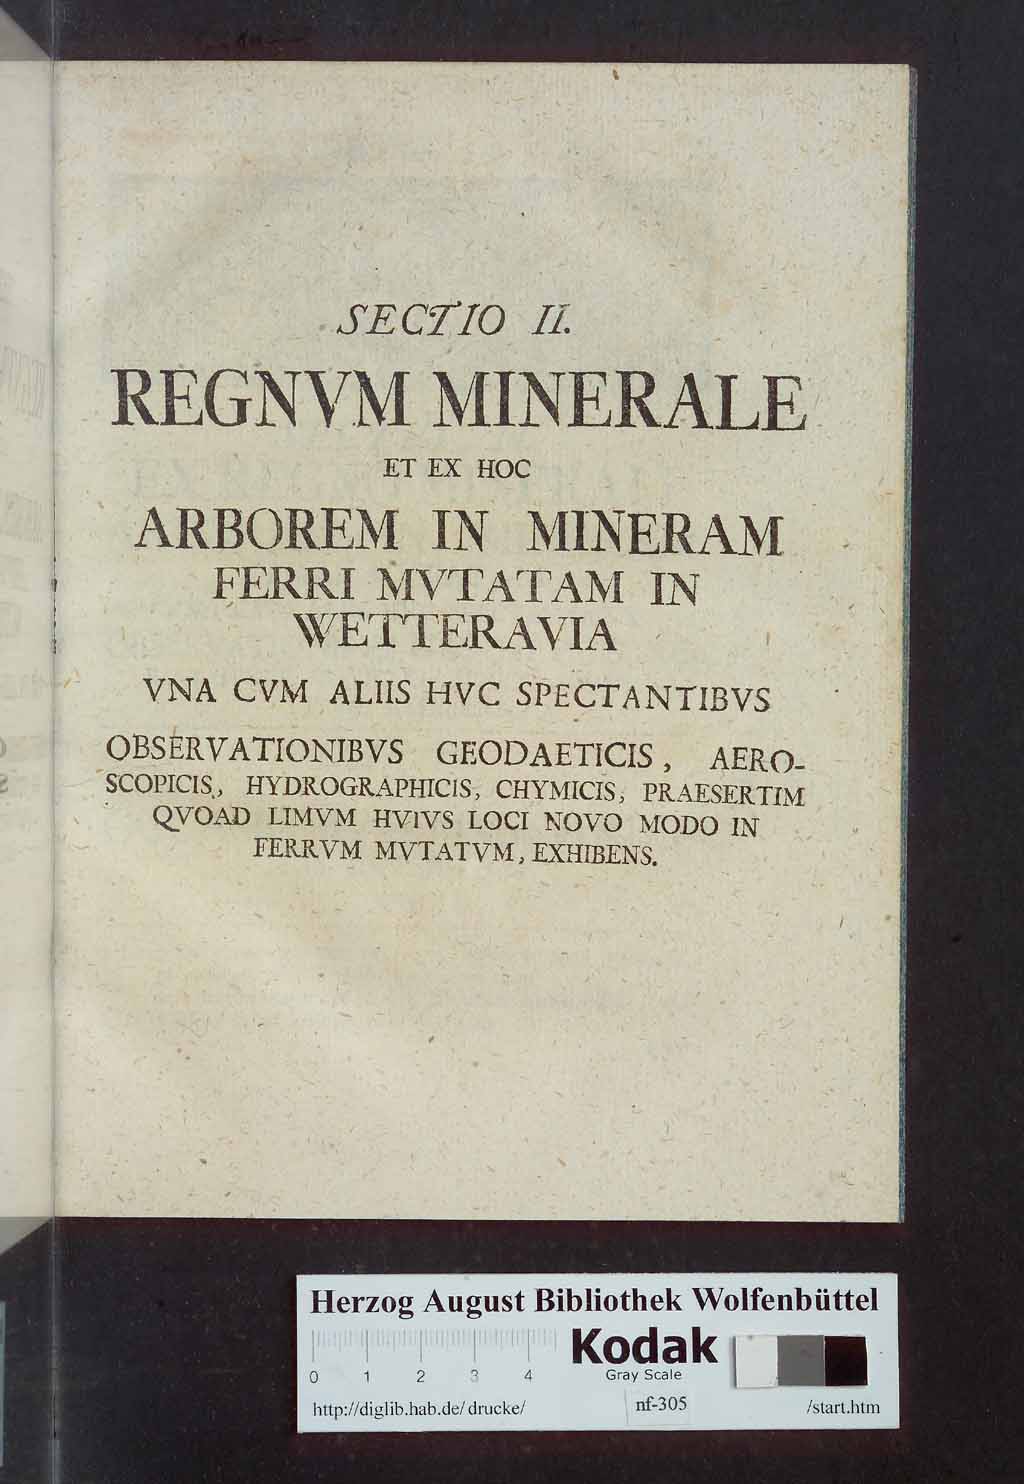 SECTIO II.
REGNVM MINERALE
ET EX HOC
ARBOREM IN MINERAM
FERRI MVTATAM IN
WETTERAVIA
VNA CVM ALIIS HVC SPECTANTIBVS
OBSERVATIONIBVS GEODAETICIS, AERO-
SCOPICIS, HYDROGRAPHICIS, CHYMICIS, PRAESERTIM
QVOAD LIMVM HVIVS LOCI NOVO MODO IN
FERRVM MVTATVM, EXHIBENS.
Herzog August Bibliothek Wolfenbüttel
Kodak
Gray Scale
0 1 2 3 4
http://diglib.hab.de/drucke/ nf-305 /start.htm